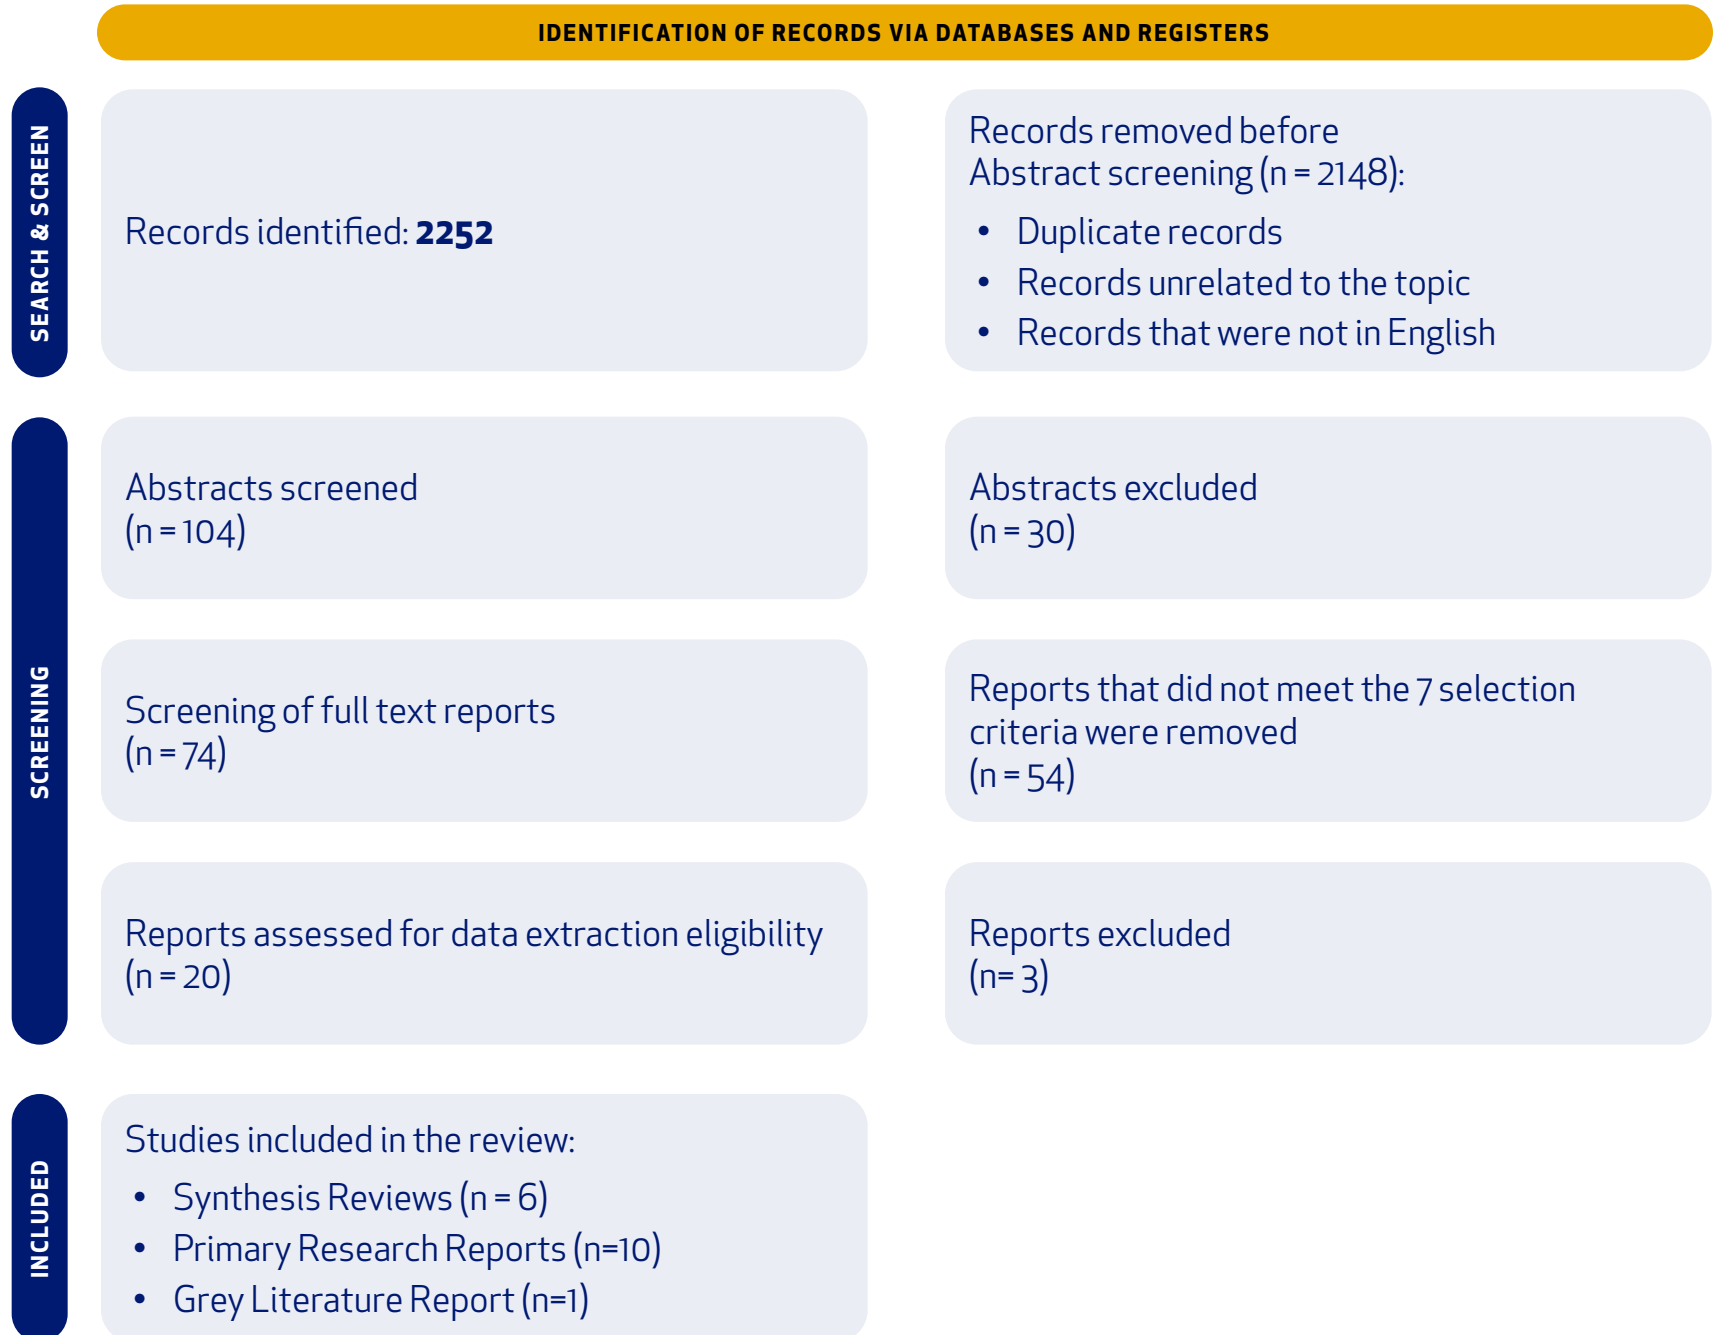 IDENTIFICATION OF RECORDS VIA DATABASES AND REGISTERS
SEARCH & SCREEN
Records identified: 2252
Records removed before
Abstract screening (n = 2148):
• Duplicate records
• Records unrelated to the topic
• Records that were not in English
SCREENING
Abstracts screened
(n = 104)
Abstracts excluded
(n = 30)
Screening of full text reports
(n = 74)
Reports that did not meet the 7 selection
criteria were removed
(n = 54)
Reports assessed for data extraction eligibility
(n = 20)
Reports excluded
(n= 3)
INCLUDED
Studies included in the review:
• Synthesis Reviews (n = 6)
• Primary Research Reports (n=10)
• Grey Literature Report (n=1)